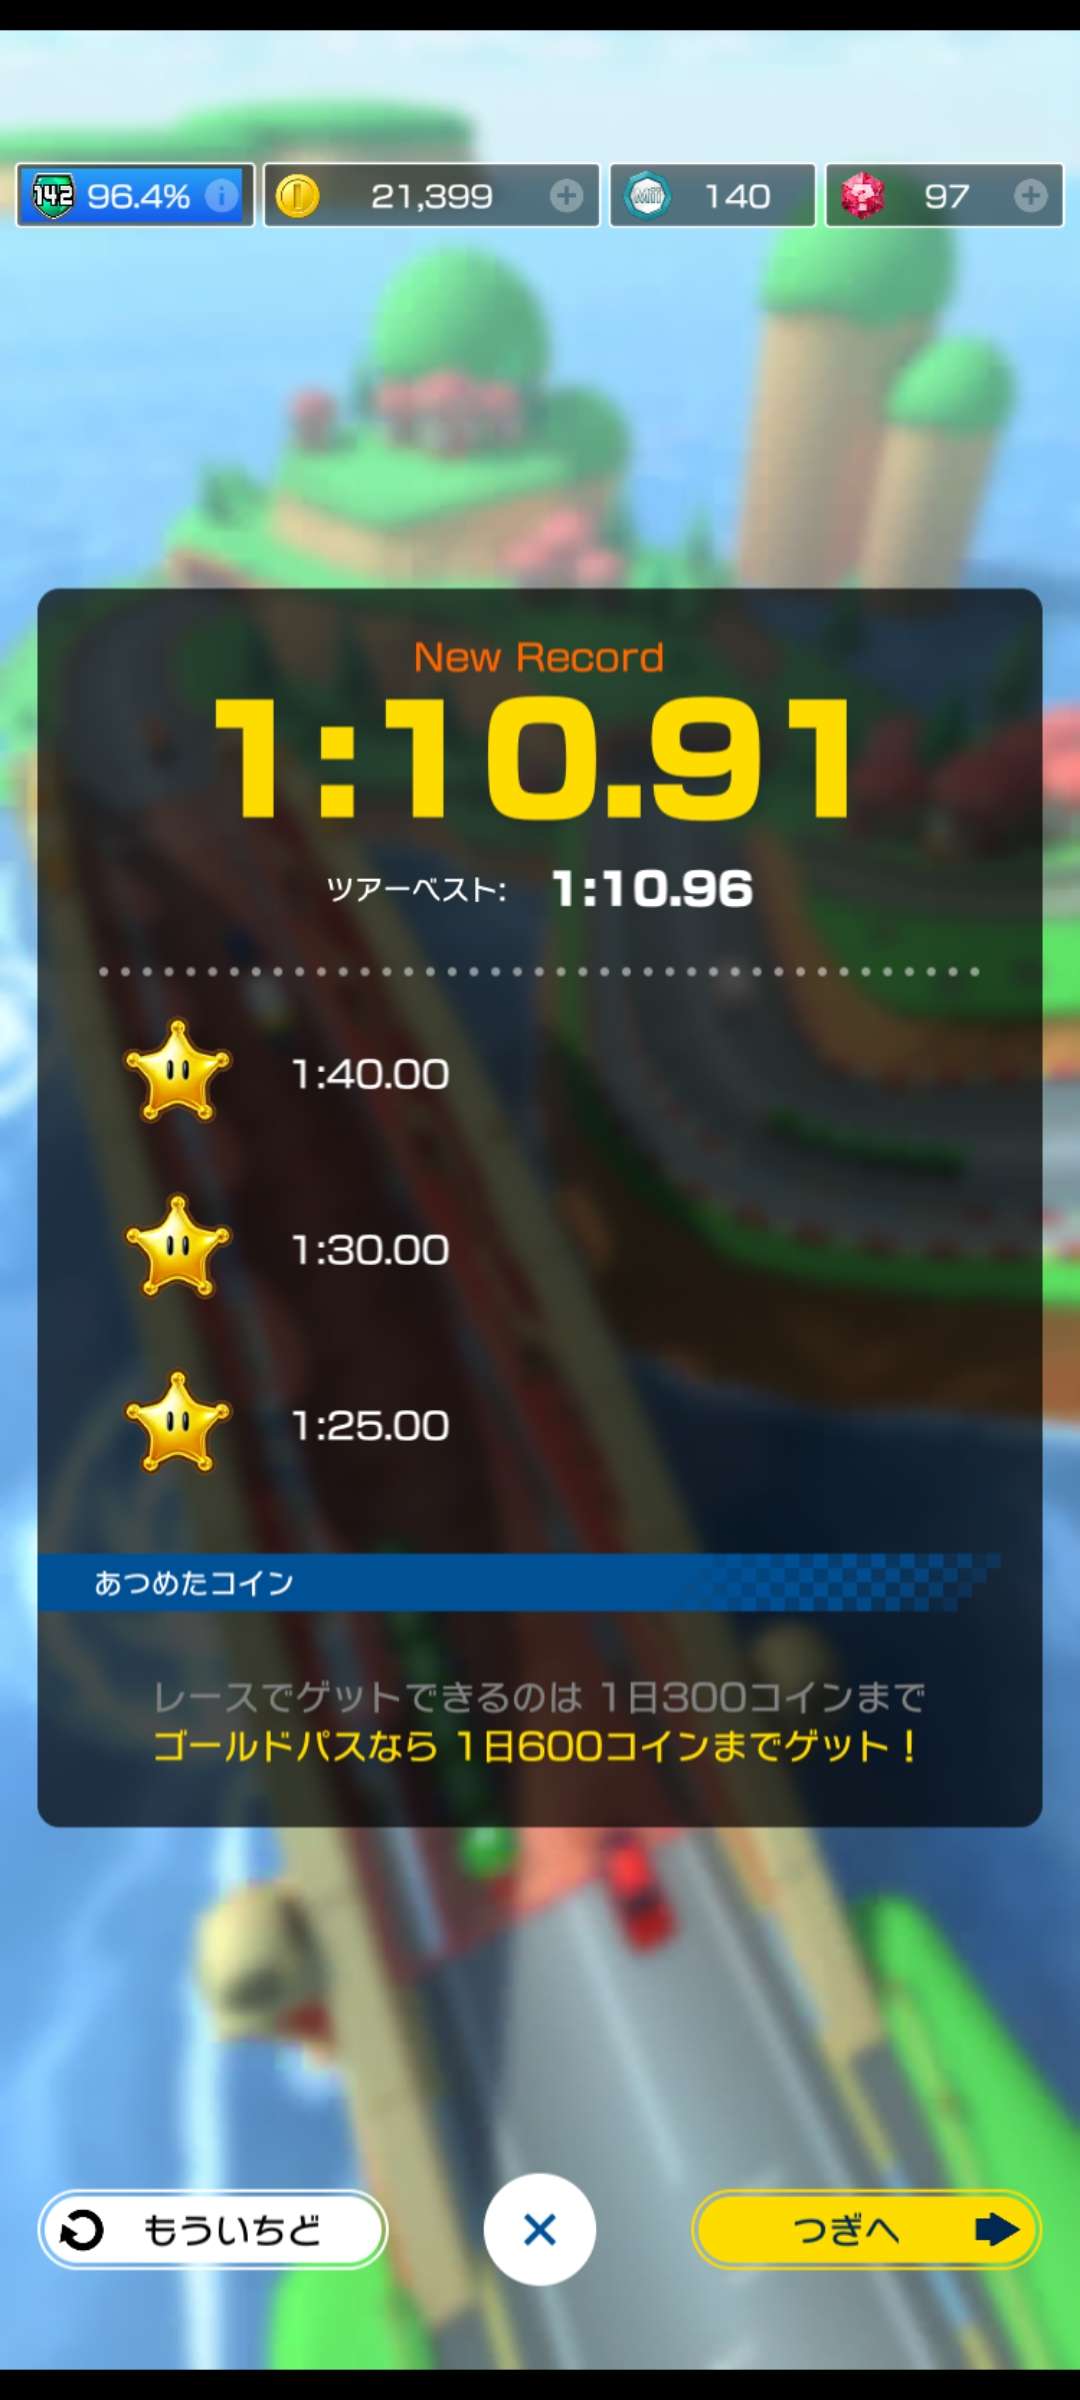 142 96.4% 21,399 Mii 140 97
New Record
1:10.91
ツアーベスト: 1:10.96
1:40.00
1:30.00
1:25.00
あつめたコイン
レースでゲットできるのは 1日300コインまで
ゴールドパスなら 1日600コインまでゲット！
もういちど つぎへ